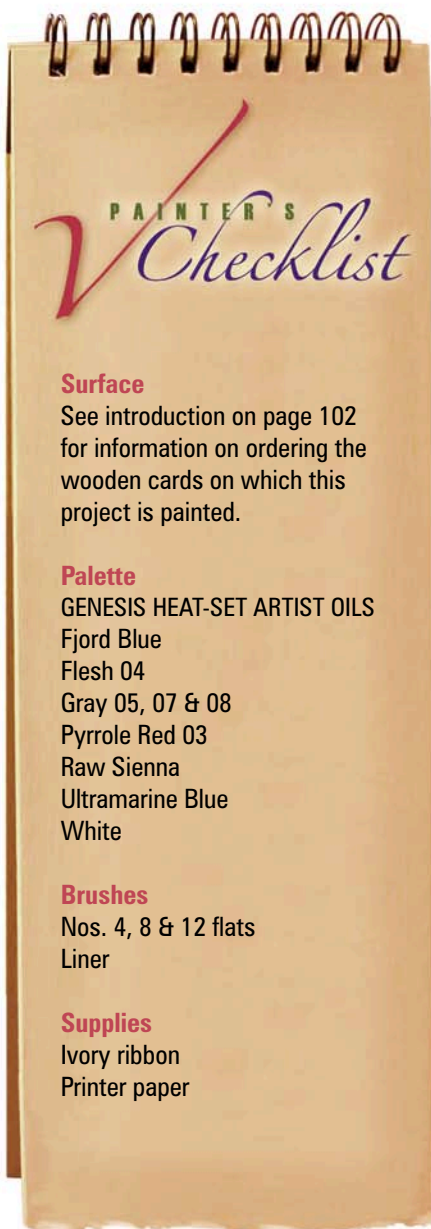 PAINTER'S
Checklist
Surface
See introduction on page 102
for information on ordering the
wooden cards on which this
project is painted.
Palette
GENESIS HEAT-SET ARTIST OILS
Fjord Blue
Flesh 04
Gray 05, 07 & 08
Pyrrole Red 03
Raw Sienna
Ultramarine Blue
White
Brushes
Nos. 4, 8 & 12 flats
Liner
Supplies
Ivory ribbon
Printer paper